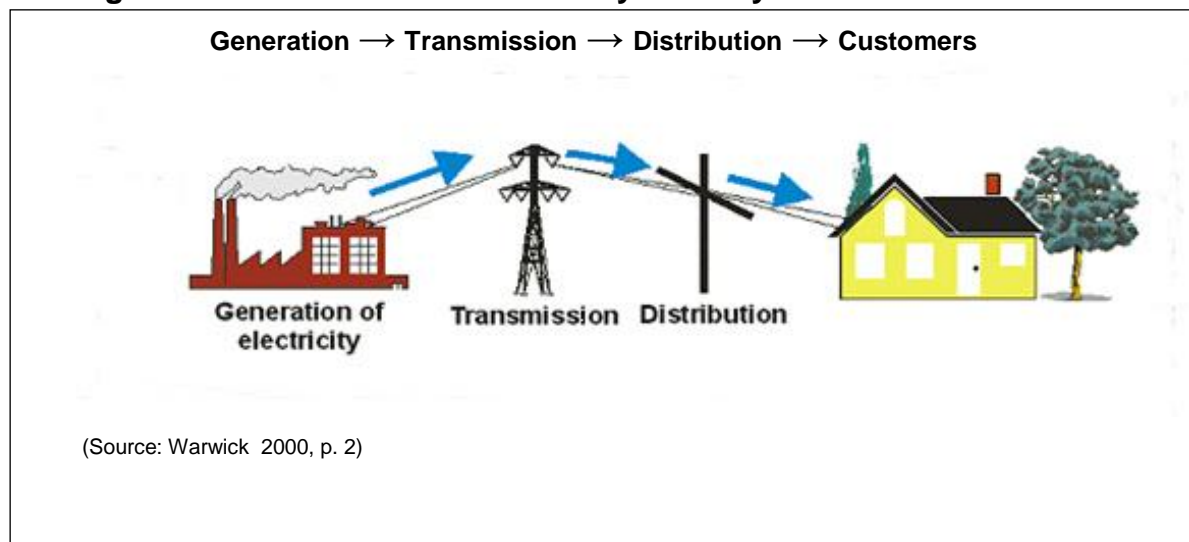 Generation → Transmission → Distribution → Customers
Generation of
electricity
Transmission
Distribution
(Source: Warwick 2000, p. 2)